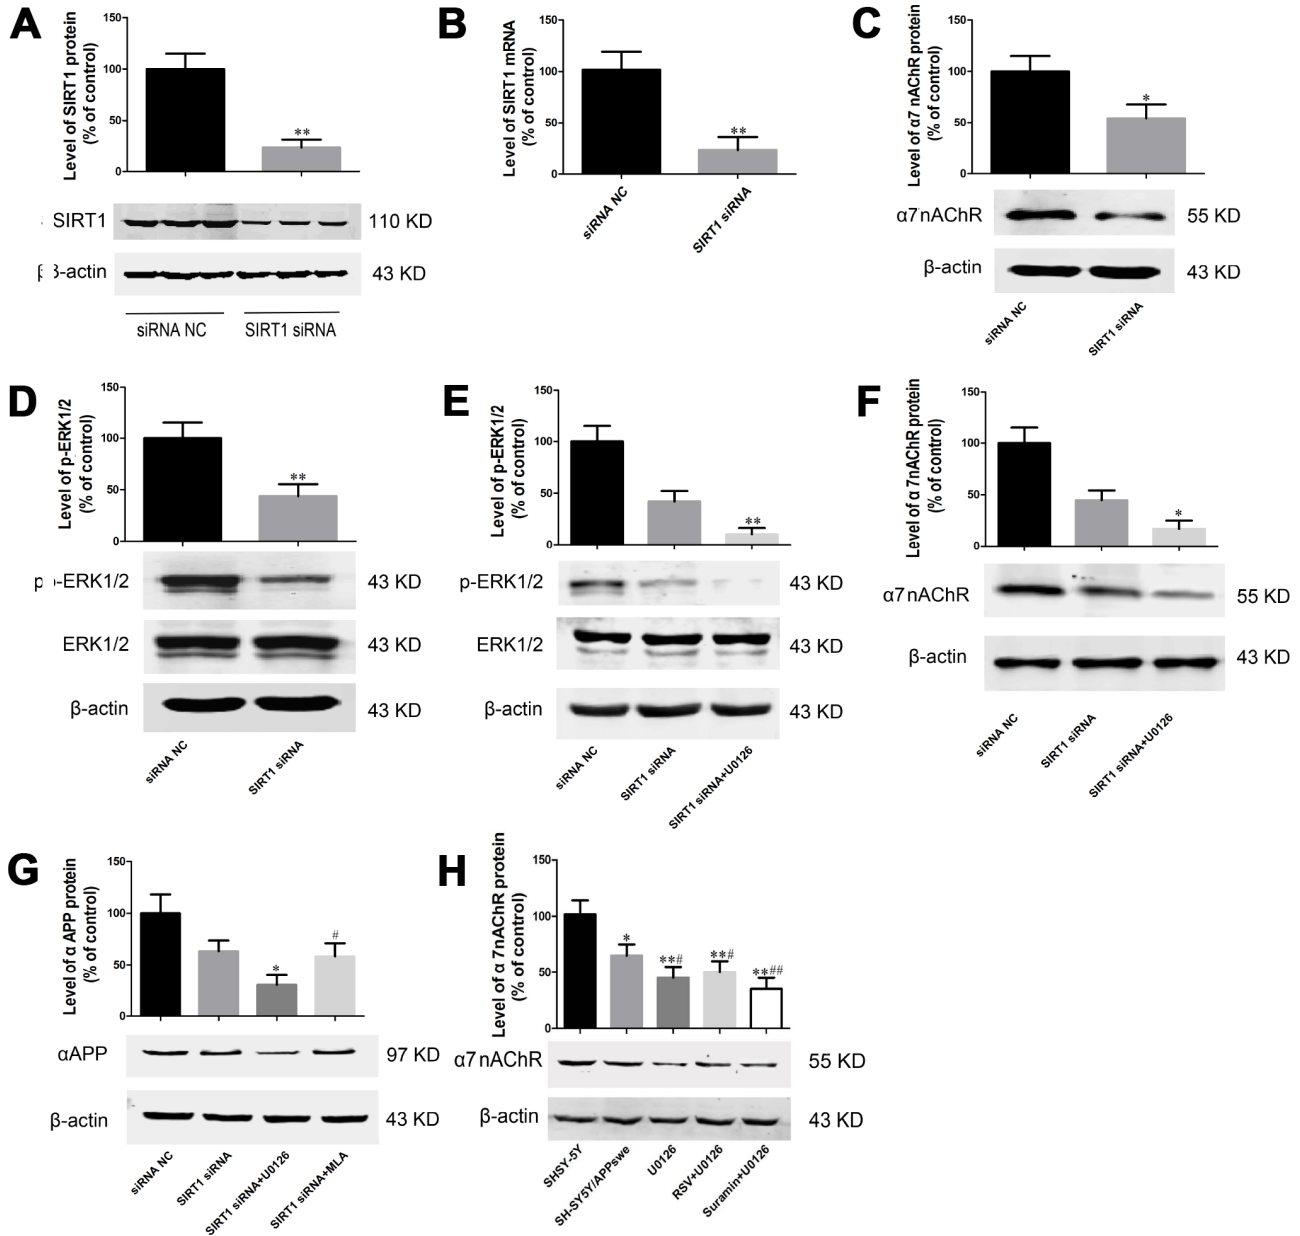 A
Level of SIRT1 protein
(% of control)
150
100
50
0
**
SIRT1
110 KD
β β-actin
43 KD
siRNA NC
SIRT1 siRNA
B
Level of SIRT1 mRNA
(% of control)
150
100
50
0
**
siRNA NC
SIRT1 siRNA
C
Level of α7 nAChR protein
(% of control)
150
100
50
0
*
α7 nAChR
55 KD
β-actin
43 KD
siRNA NC
SIRT1 siRNA
D
Level of p-ERK1/2
(% of control)
150
100
50
0
**
p -ERK1/2
43 KD
ERK1/2
43 KD
β-actin
43 KD
siRNA NC
SIRT1 siRNA
E
Level of p-ERK1/2
(% of control)
150
100
50
0
**
p-ERK1/2
43 KD
ERK1/2
43 KD
β-actin
43 KD
siRNA NC
SIRT1 siRNA
SIRT1 siRNA+U0126
F
Level of α 7nAChR protein
(% of control)
150
100
50
0
*
α7 nAChR
55 KD
β-actin
43 KD
siRNA NC
SIRT1 siRNA
SIRT1 siRNA+U0126
G
Level of α APP protein
(% of control)
150
100
50
0
*
#
αAPP
97 KD
β-actin
43 KD
siRNA NC
SIRT1 siRNA
SIRT1 siRNA+U0126
SIRT1 siRNA+MLA
H
Level of α 7nAChR protein
(% of control)
150
100
50
0
*
**#
**#
**##
α7 nAChR
55 KD
β-actin
43 KD
SHSY-5Y
SH-SY5Y/APPswe
U0126
RSV+U0126
Suramin+U0126